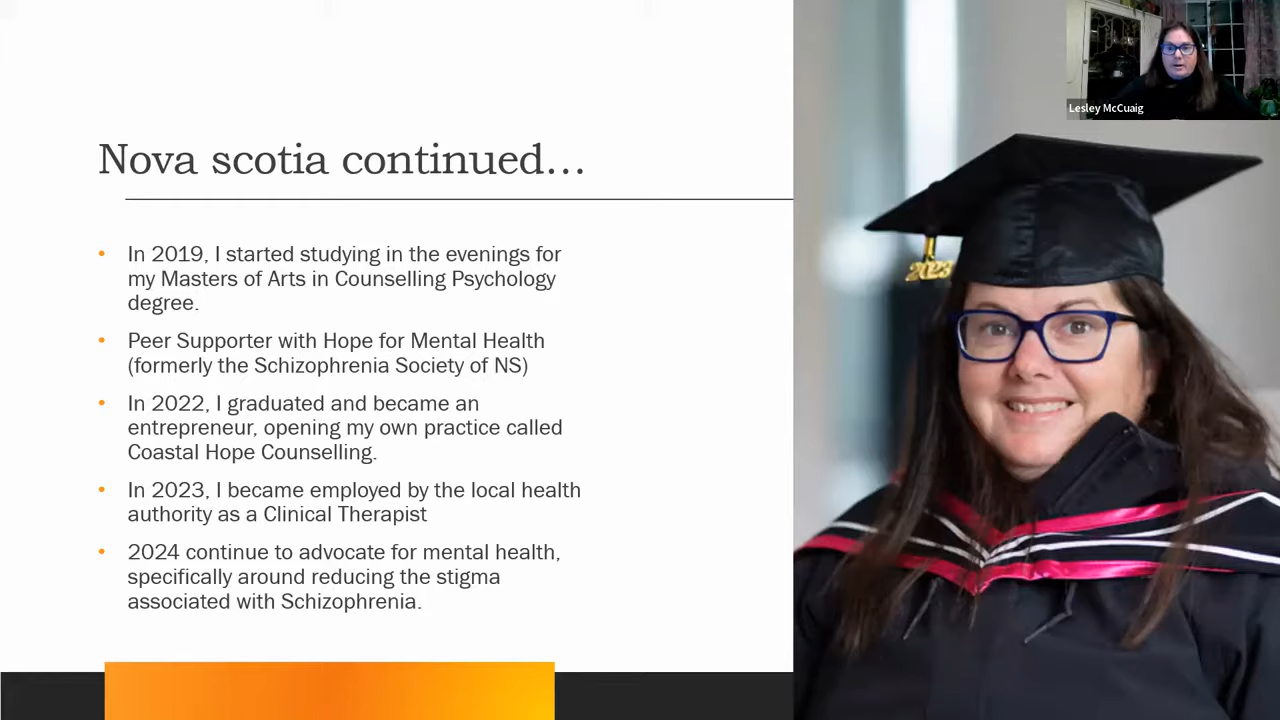 Lesley McCuaig
Nova scotia continued…
2023
• In 2019, I started studying in the evenings for
my Masters of Arts in Counselling Psychology
degree.
• Peer Supporter with Hope for Mental Health
(formerly the Schizophrenia Society of NS)
• In 2022, I graduated and became an
entrepreneur, opening my own practice called
Coastal Hope Counselling.
• In 2023, I became employed by the local health
authority as a Clinical Therapist
• 2024 continue to advocate for mental health,
specifically around reducing the stigma
associated with Schizophrenia.